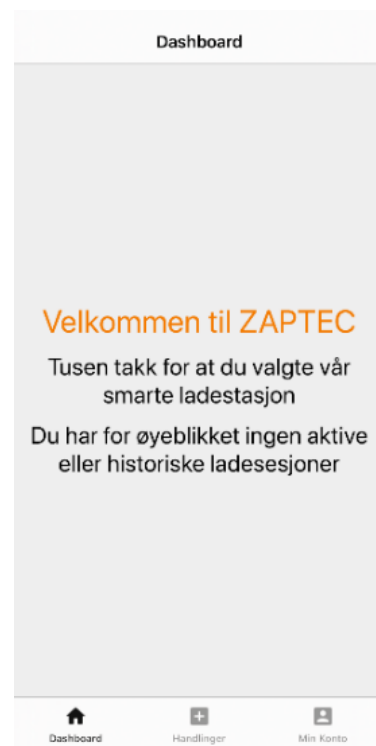 Dashboard
Velkommen til ZAPTEC
Tusen takk for at du valgte vår
smarte ladestasjon
Du har for øyeblikket ingen aktive
eller historiske ladesesjoner
Dashboard
Handlinger
Min Konto